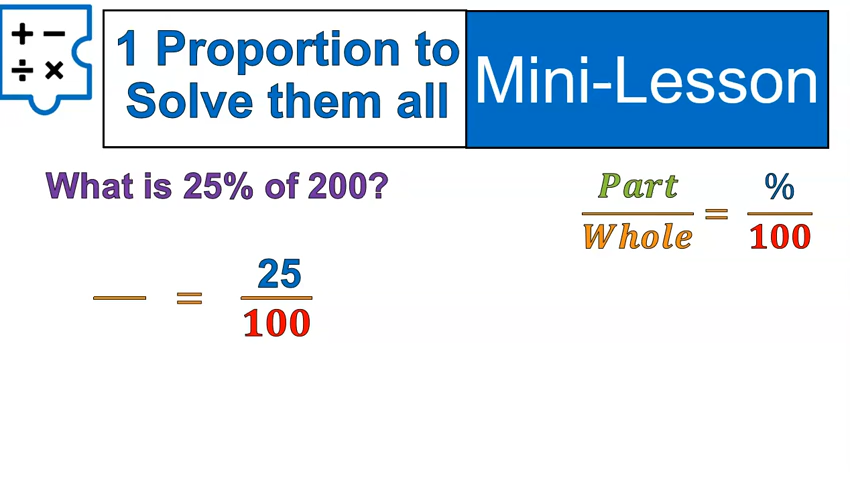 + −
÷ ×
1 Proportion to
Solve them all
Mini-Lesson
What is 25% of 200?
Part/Whole = %/100
— = 25/100